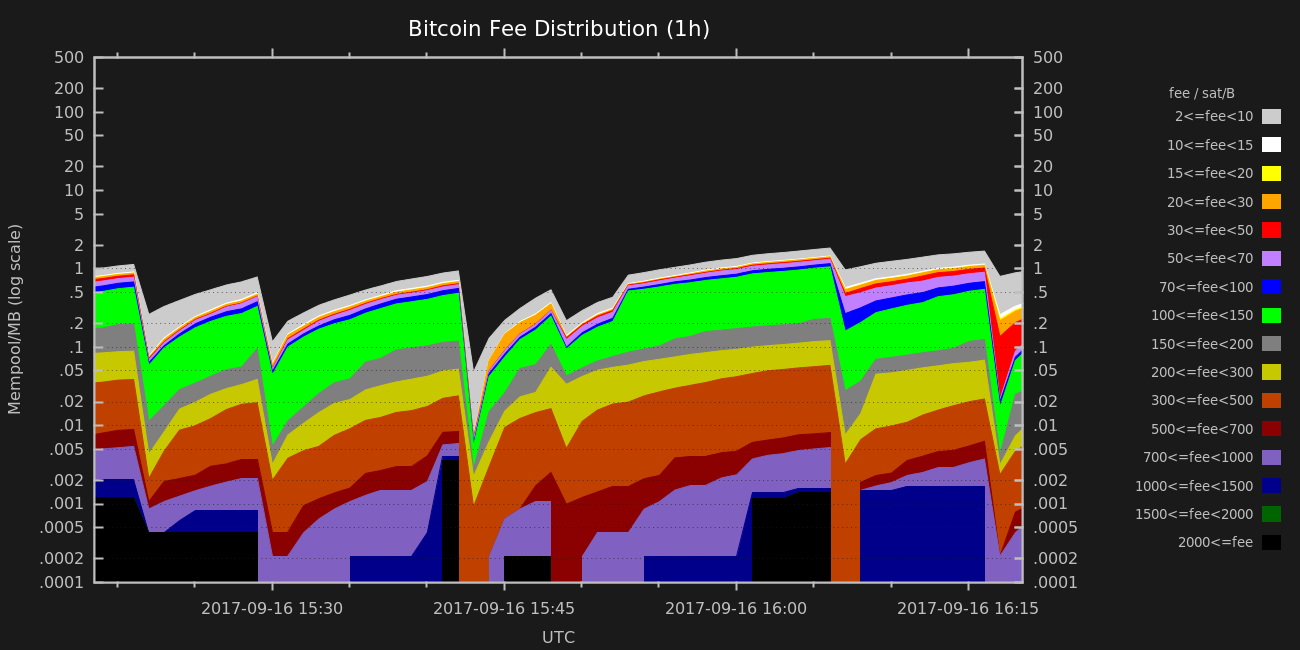 Bitcoin Fee Distribution (1h)
500 500
200 200
100 100
50 50
20 20
10 10
5 5
2 2
1 1
.5 .5
.2 .2
.1 .1
.05 .05
.02 .02
.01 .01
.005 .005
.002 .002
.001 .001
.0005 .0005
.0002 .0002
.0001 .0001
Mempool/MB (log scale)
2017-09-16 15:30 2017-09-16 15:45 2017-09-16 16:00 2017-09-16 16:15
UTC
fee / sat/B
2<=fee<10
10<=fee<15
15<=fee<20
20<=fee<30
30<=fee<50
50<=fee<70
70<=fee<100
100<=fee<150
150<=fee<200
200<=fee<300
300<=fee<500
500<=fee<700
700<=fee<1000
1000<=fee<1500
1500<=fee<2000
2000<=fee